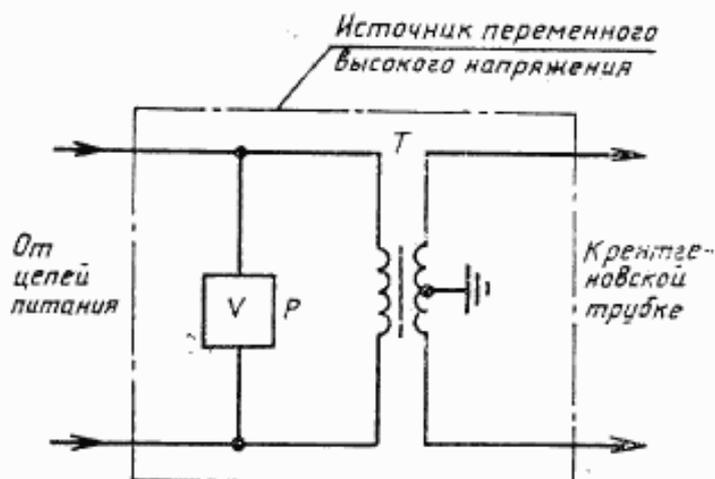 Источник переменного
высокого напряжения
T
От
цепей
питания
V
P
К рентге-
новской
трубке